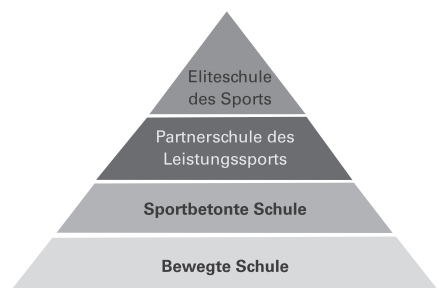 Eliteschule
des Sports
Partnerschule des
Leistungssports
Sportbetonte Schule
Bewegte Schule